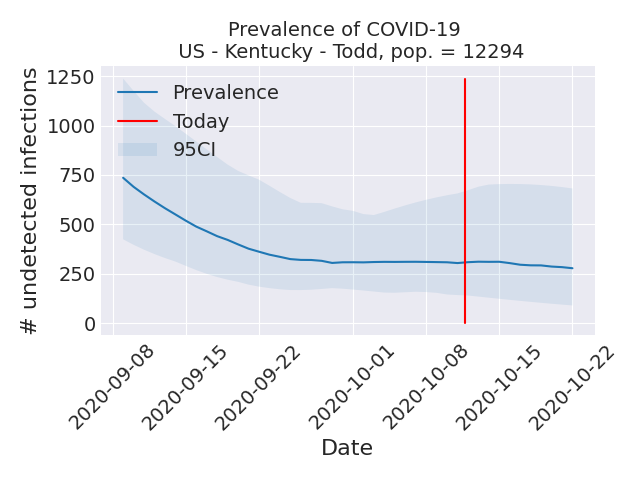 Prevalence of COVID-19
US - Kentucky - Todd, pop. = 12294
1250
1000
750
500
250
0
# undetected infections
Prevalence
Today
95CI
2020-09-08
2020-09-15
2020-09-22
2020-10-01
2020-10-08
2020-10-15
2020-10-22
Date